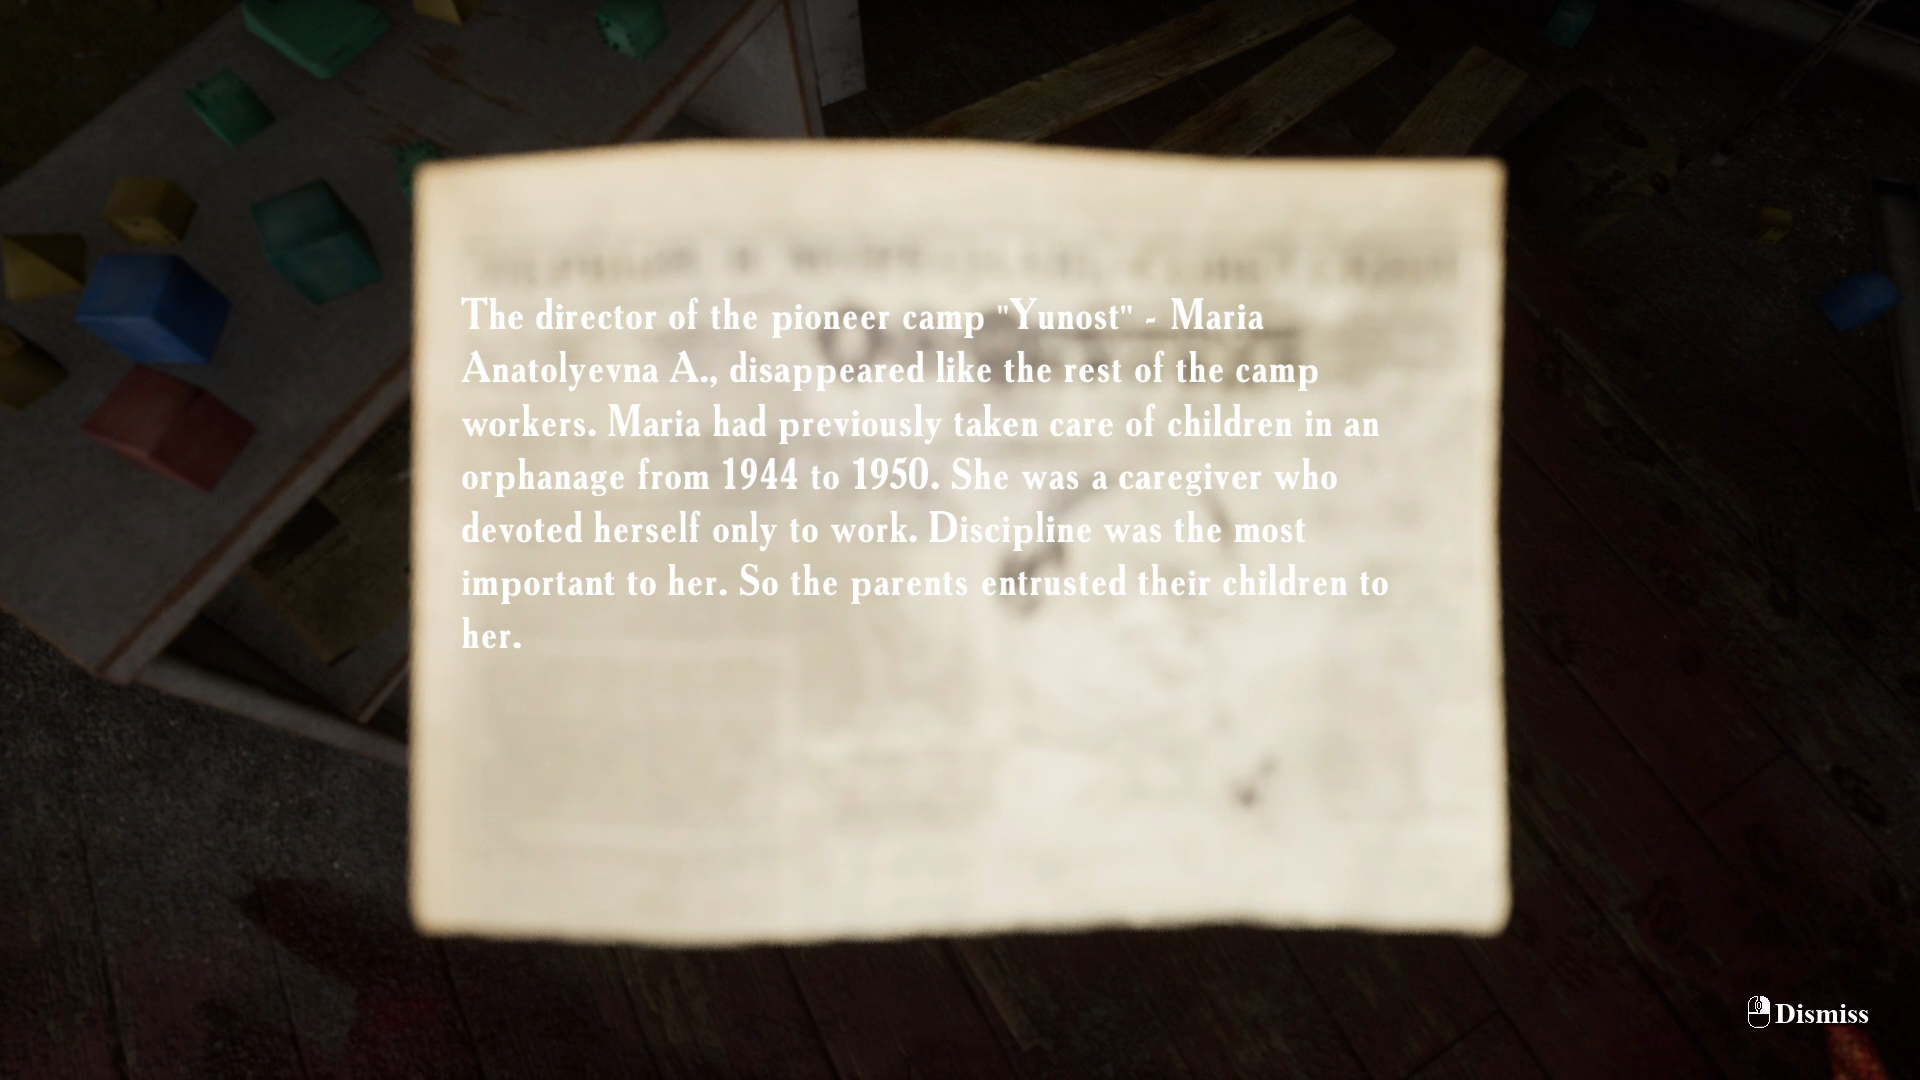 The director of the pioneer camp "Yunost" - Maria
Anatolyevna A., disappeared like the rest of the camp
workers. Maria had previously taken care of children in an
orphanage from 1944 to 1950. She was a caregiver who
devoted herself only to work. Discipline was the most
important to her. So the parents entrusted their children to
her.
Dismiss